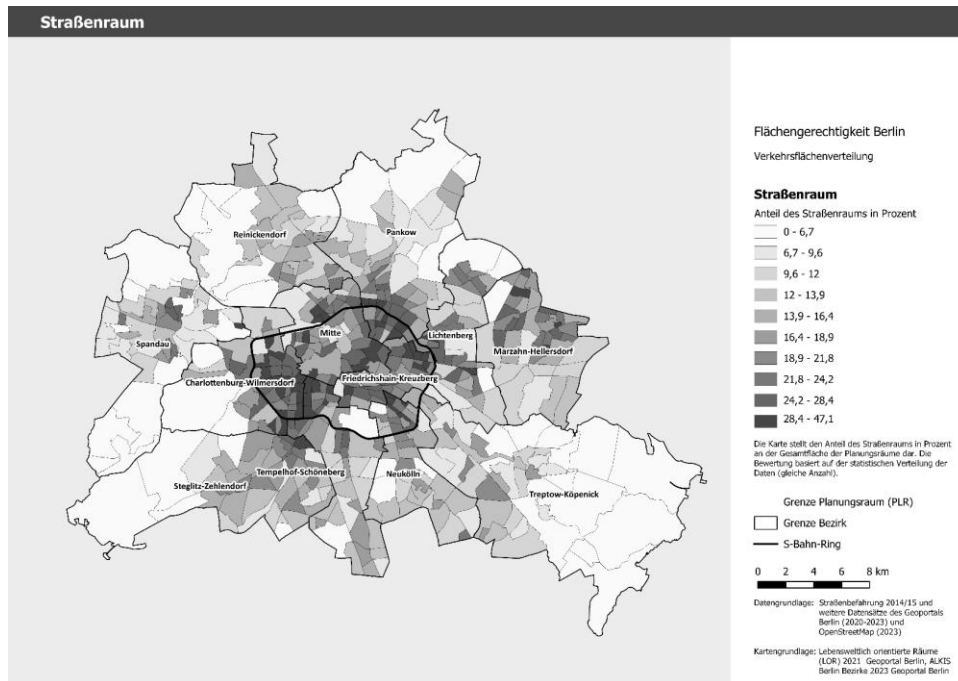 Straßenraum
Reinickendorf
Pankow
Spandau
Mitte
Lichtenberg
Marzahn-Hellersdorf
Charlottenburg-Wilmersdorf
Friedrichshain-Kreuzberg
Steglitz-Zehlendorf
Tempelhof-Schöneberg
Neukölln
Treptow-Köpenick
Flächengerechtigkeit Berlin
Verkehrsflächenverteilung
Straßenraum
Anteil des Straßenraums in Prozent
0 - 6,7
6,7 - 9,6
9,6 - 12
12 - 13,9
13,9 - 16,4
16,4 - 18,9
18,9 - 21,8
21,8 - 24,2
24,2 - 28,4
28,4 - 47,1
Die Karte stellt den Anteil des Straßenraums in Prozent
an der Gesamtfläche der Planungsräume dar. Die
Bewertung basiert auf der statistischen Verteilung der
Daten (gleiche Anzahl).
Grenze Planungsraum (PLR)
Grenze Bezirk
S-Bahn-Ring
0 2 4 6 8 km
Datengrundlage: Straßenbefahrung 2014/15 und
weitere Datensätze des Geoportals
Berlin (2020-2023) und
OpenStreetMap (2023)
Kartengrundlage: Lebensweltlich orientierte Räume
(LOR) 2021 Geoportal Berlin, ALKIS
Berlin Bezirke 2023 Geoportal Berlin